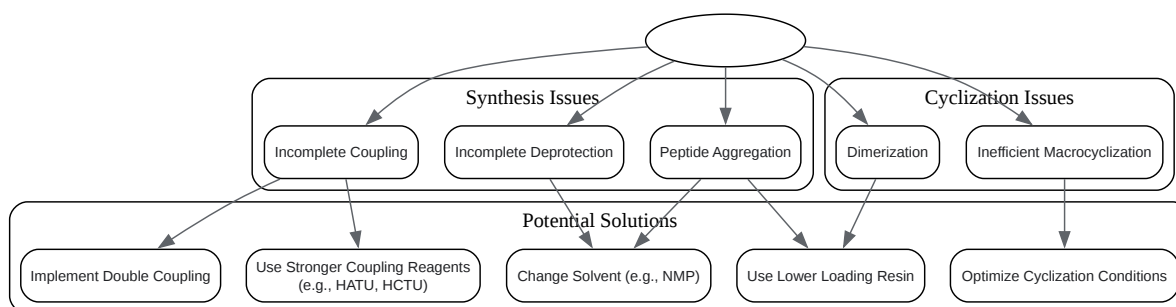 Synthesis Issues
Cyclization Issues
Incomplete Coupling
Incomplete Deprotection
Peptide Aggregation
Dimerization
Inefficient Macrocyclization
Potential Solutions
Implement Double Coupling
Use Stronger Coupling Reagents
(e.g., HATU, HCTU)
Change Solvent (e.g., NMP)
Use Lower Loading Resin
Optimize Cyclization Conditions